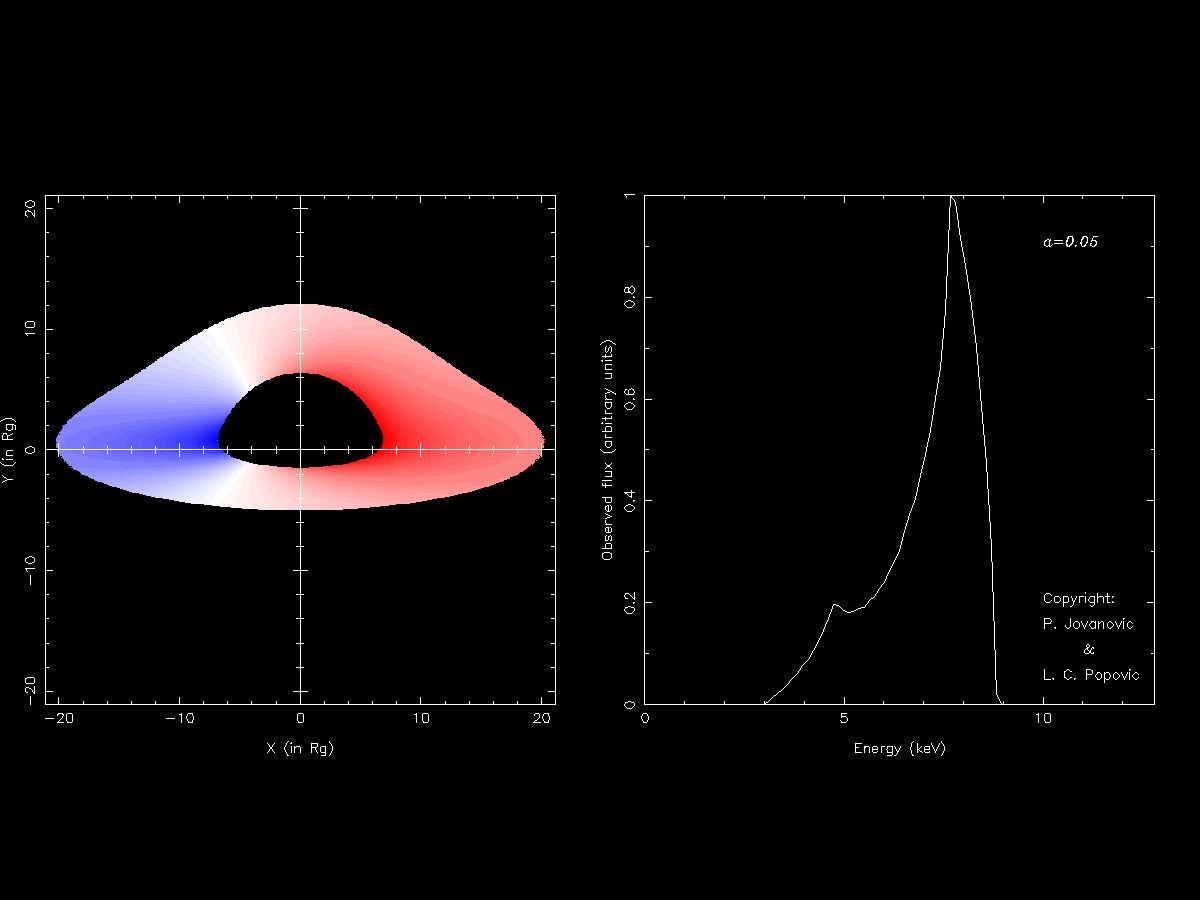 20
10
0
−10
−20
Y (in Rg)
−20 −10 0 10 20
X (in Rg)
1
0.8
0.6
0.4
0.2
0
Observed flux (arbitrary units)
0 5 10
Energy (keV)
a=0.05
Copyright:
P. Jovanovic
&
L. C. Popovic